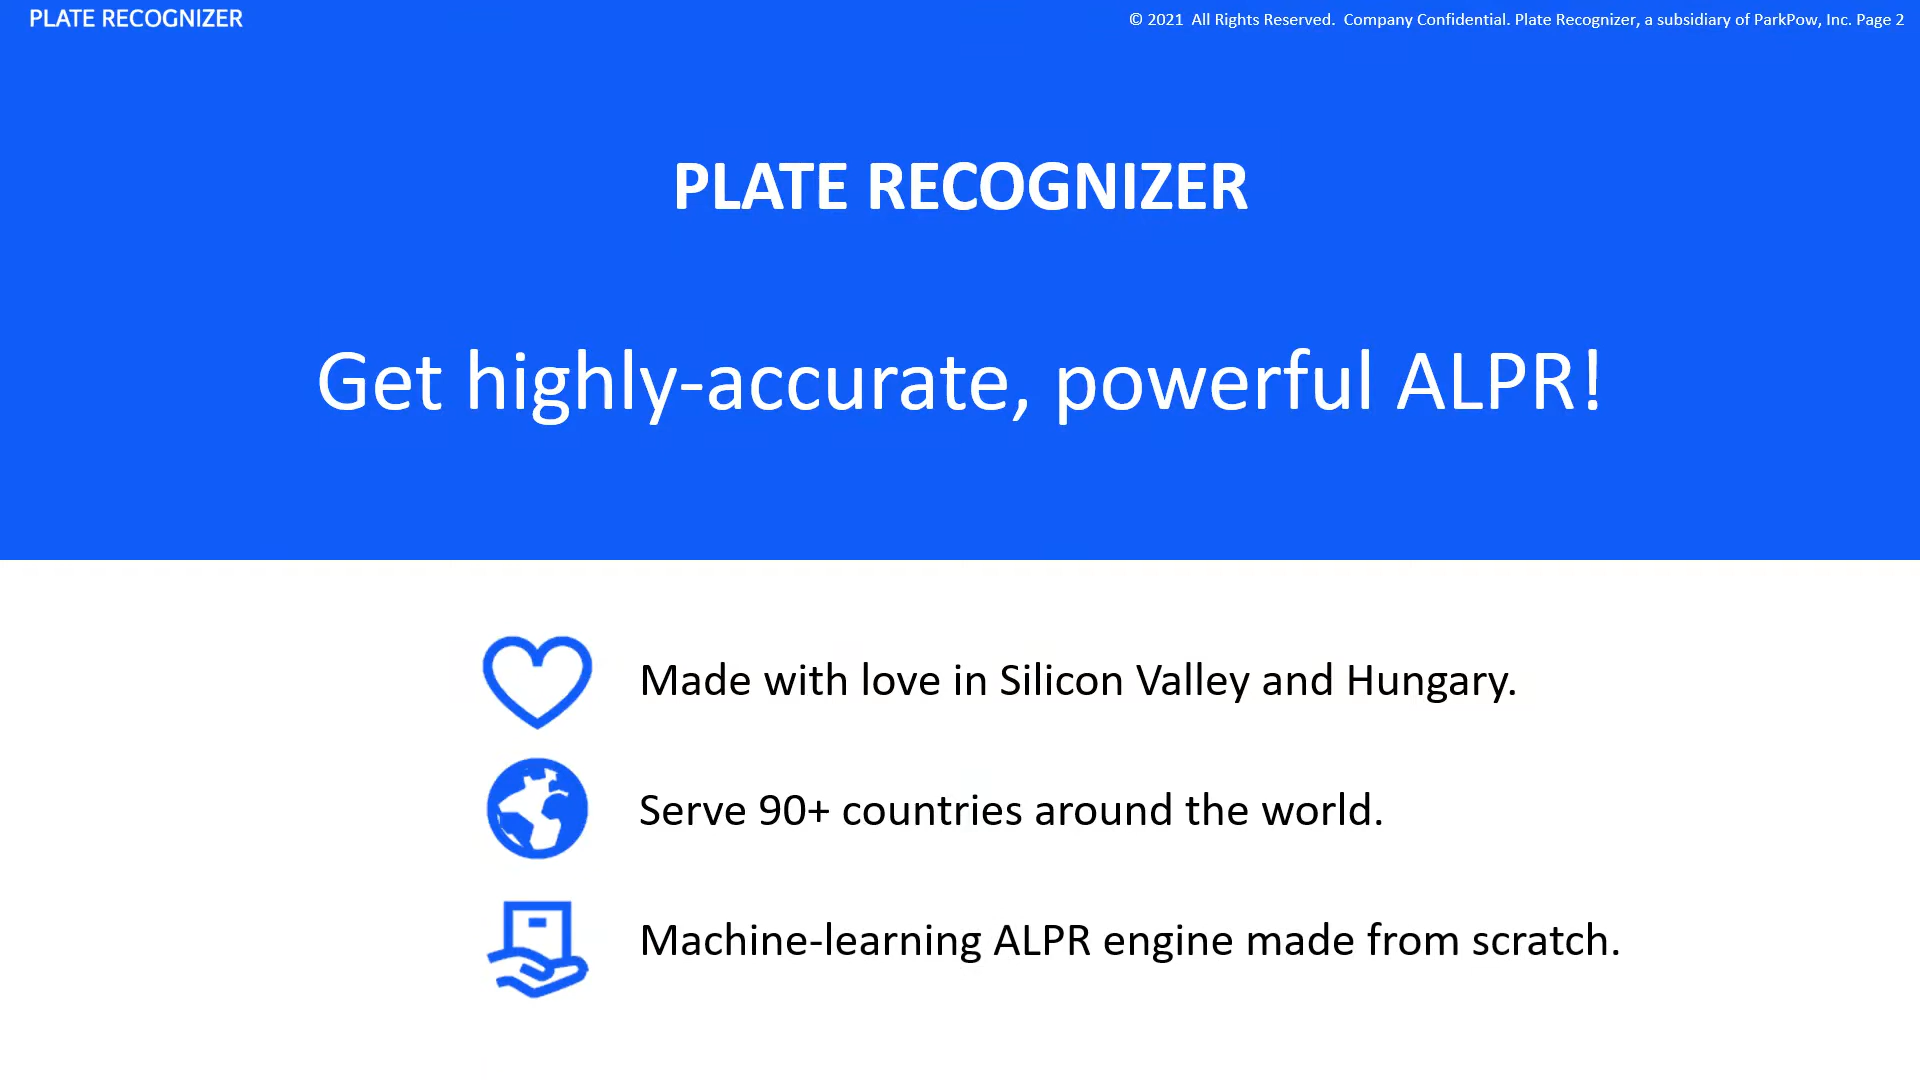 PLATE RECOGNIZER
© 2021 All Rights Reserved. Company Confidential. Plate Recognizer, a subsidiary of ParkPow, Inc. Page 2
PLATE RECOGNIZER
Get highly-accurate, powerful ALPR!
Made with love in Silicon Valley and Hungary.
Serve 90+ countries around the world.
Machine-learning ALPR engine made from scratch.